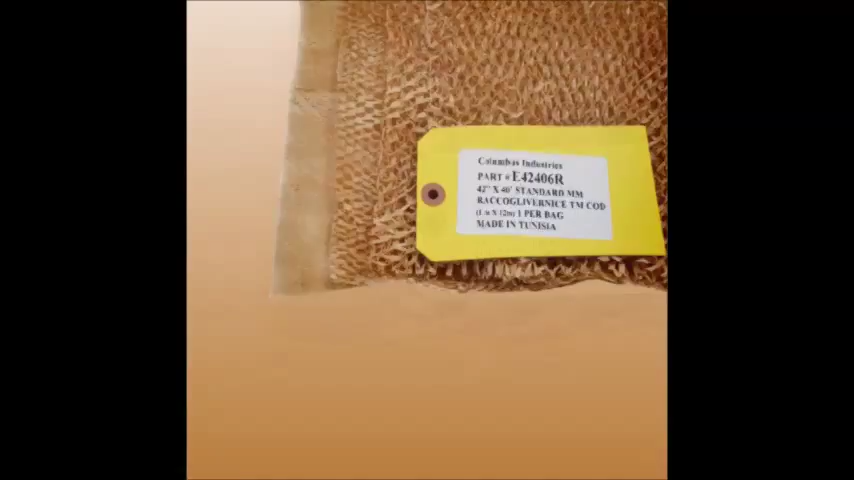 Columbus Industries
PART # E42406R
42" X 40' STANDARD MM
RACCOGLIVERNICE TM COD
(1 m X 12m) 1 PER BAG
MADE IN TUNISIA